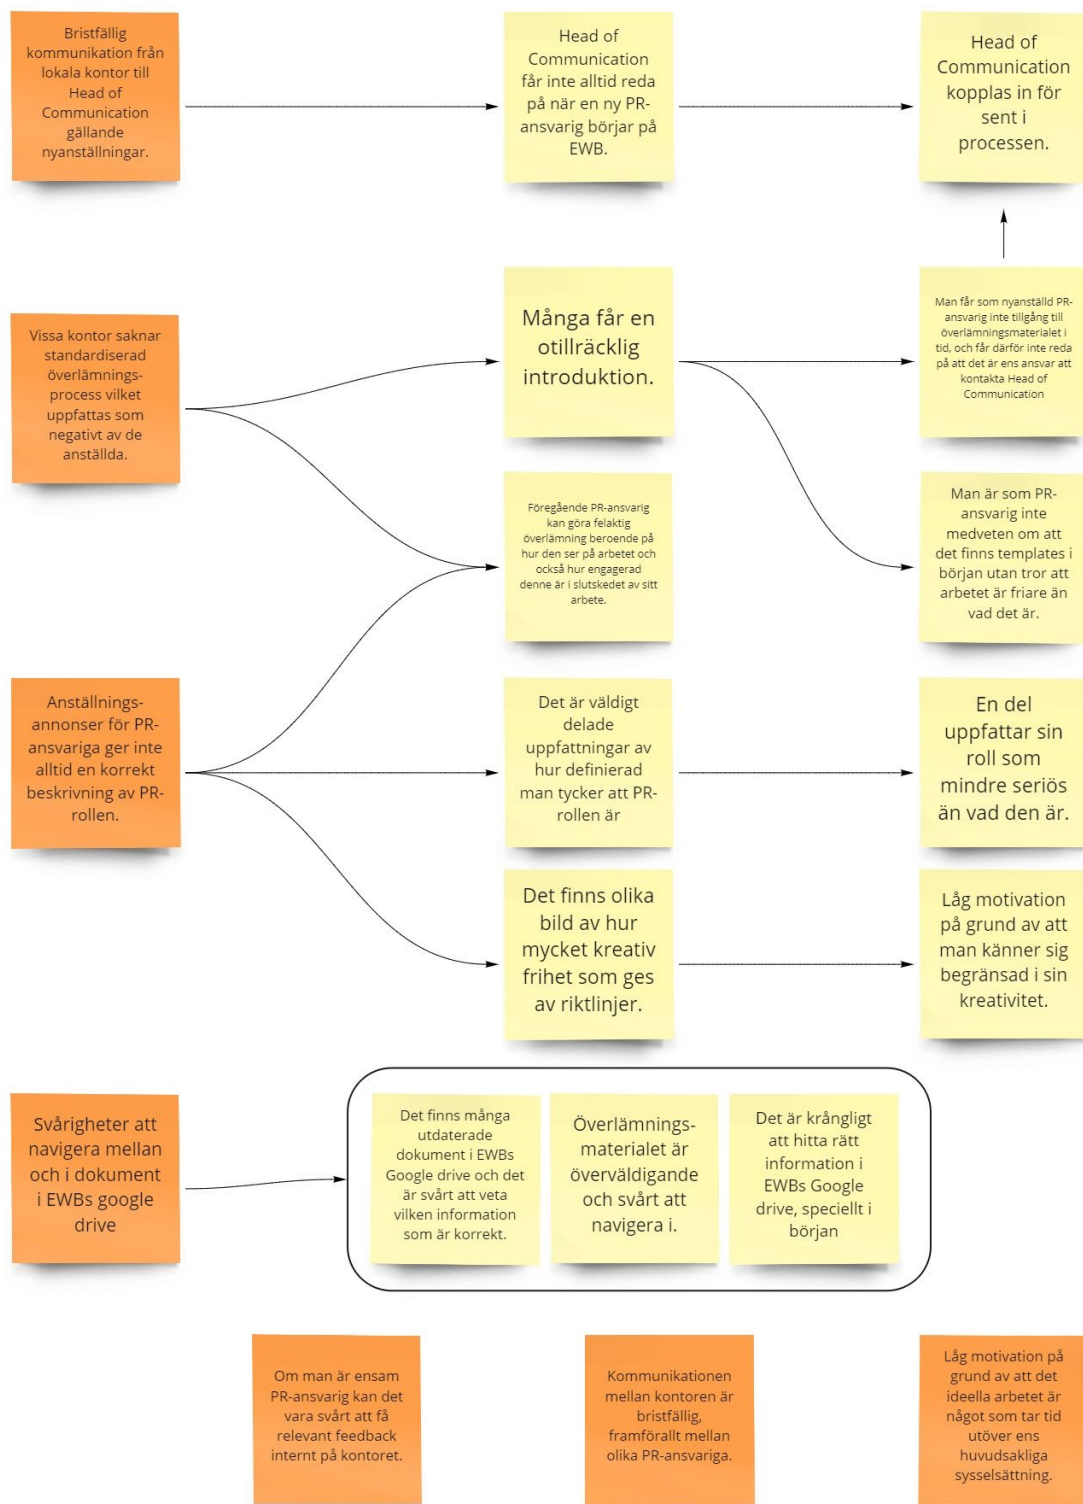 Bristfällig
kommunikation från
lokala kontor till
Head of
Communication
gällande
nyanställningar.
Head of
Communication
får inte alltid reda
på när en ny PR-
ansvarig börjar på
EWB.
Head of
Communication
kopplas in för
sent i
processen.
Vissa kontor saknar
standardiserad
överlämnings-
process vilket
uppfattas som
negativt av de
anställda.
Många får en
otillräcklig
introduktion.
Man får som nyanställd PR-
ansvarig inte tillgång till
överlämningsmaterialet i
tid, och får därför inte reda
på att det är ens ansvar att
kontakta Head of
Communication
Föregående PR-ansvarig
kan göra felaktig
överlämning beroende på
hur den ser på arbetet och
också hur engagerad
denne är i slutskedet av sitt
arbete.
Man är som PR-
ansvarig inte
medveten om att
det finns templates i
början utan tror att
arbetet är friare än
vad det är.
Anställnings-
annonser för PR-
ansvariga ger inte
alltid en korrekt
beskrivning av PR-
rollen.
Det är väldigt
delade
uppfattningar av
hur definierad
man tycker att PR-
rollen är
En del
uppfattar sin
roll som
mindre seriös
än vad den är.
Det finns olika
bild av hur
mycket kreativ
frihet som ges
av riktlinjer.
Låg motivation
på grund av att
man känner sig
begränsad i sin
kreativitet.
Svårigheter att
navigera mellan
och i dokument
i EWBs google
drive
Det finns många
utdaterade
dokument i EWBs
Google drive och det
är svårt att veta
vilken information
som är korrekt.
Överlämnings-
materialet är
överväldigande
och svårt att
navigera i.
Det är krångligt
att hitta rätt
information i
EWBs Google
drive, speciellt i
början
Om man är ensam
PR-ansvarig kan det
vara svårt att få
relevant feedback
internt på kontoret.
Kommunikationen
mellan kontoren är
bristfällig,
framförallt mellan
olika PR-ansvariga.
Låg motivation på
grund av att det
ideella arbetet är
något som tar tid
utöver ens
huvudsakliga
sysselsättning.